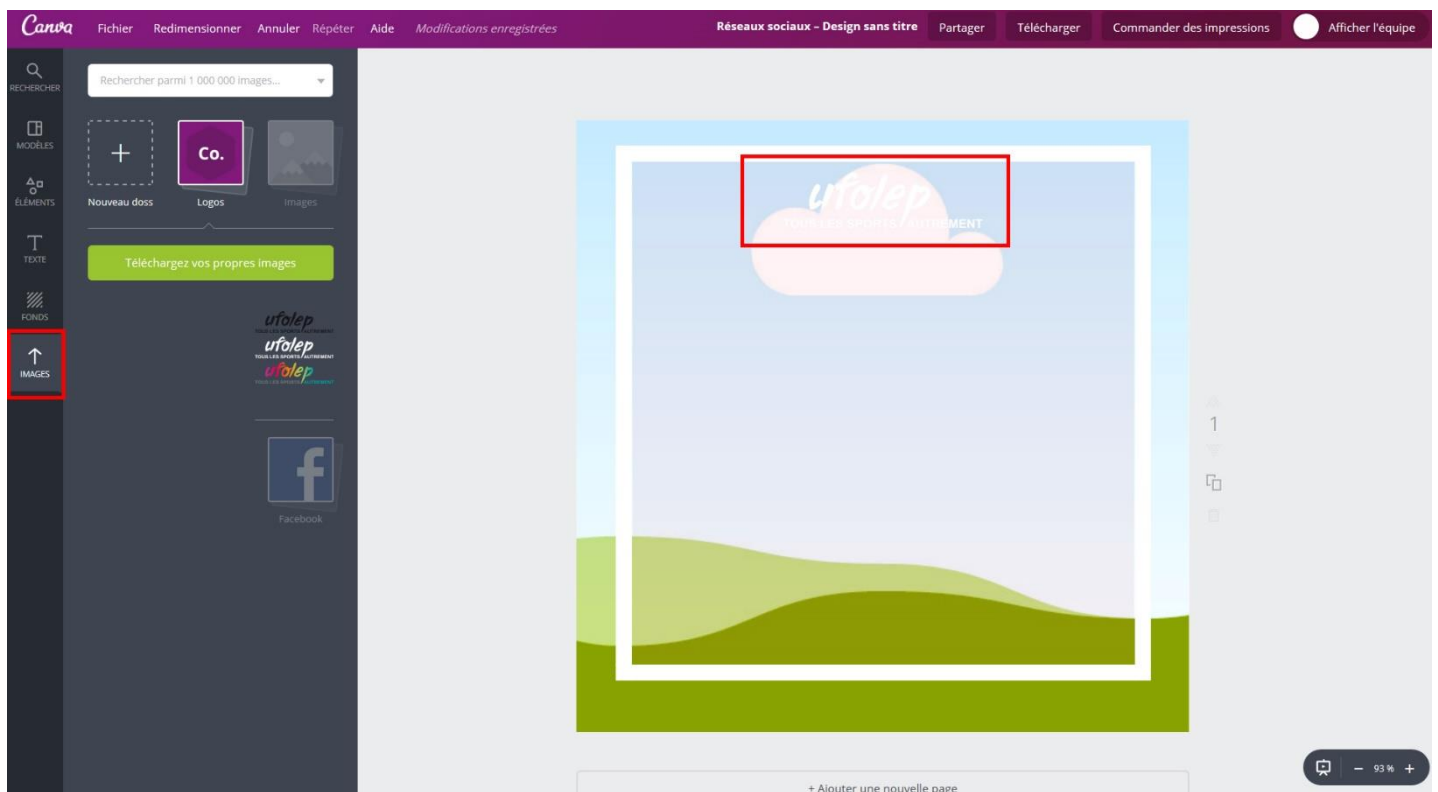 Canva Fichier Redimensionner Annuler Répéter Aide Modifications enregistrées Réseaux sociaux – Design sans titre Partager Télécharger Commander des impressions Afficher l'équipe
RECHERCHER
MODÈLES
ÉLÉMENTS
TEXTE
FONDS
IMAGES
Rechercher parmi 1 000 000 images...
Co.
Nouveau doss Logos Images
Téléchargez vos propres images
ufolep
TOUS LES SPORTS AUTREMENT
ufolep
TOUS LES SPORTS AUTREMENT
ufolep
TOUS LES SPORTS AUTREMENT
f
Facebook
ufolep
TOUS LES SPORTS AUTREMENT
1
+ Ajouter une nouvelle page
– 93 % +